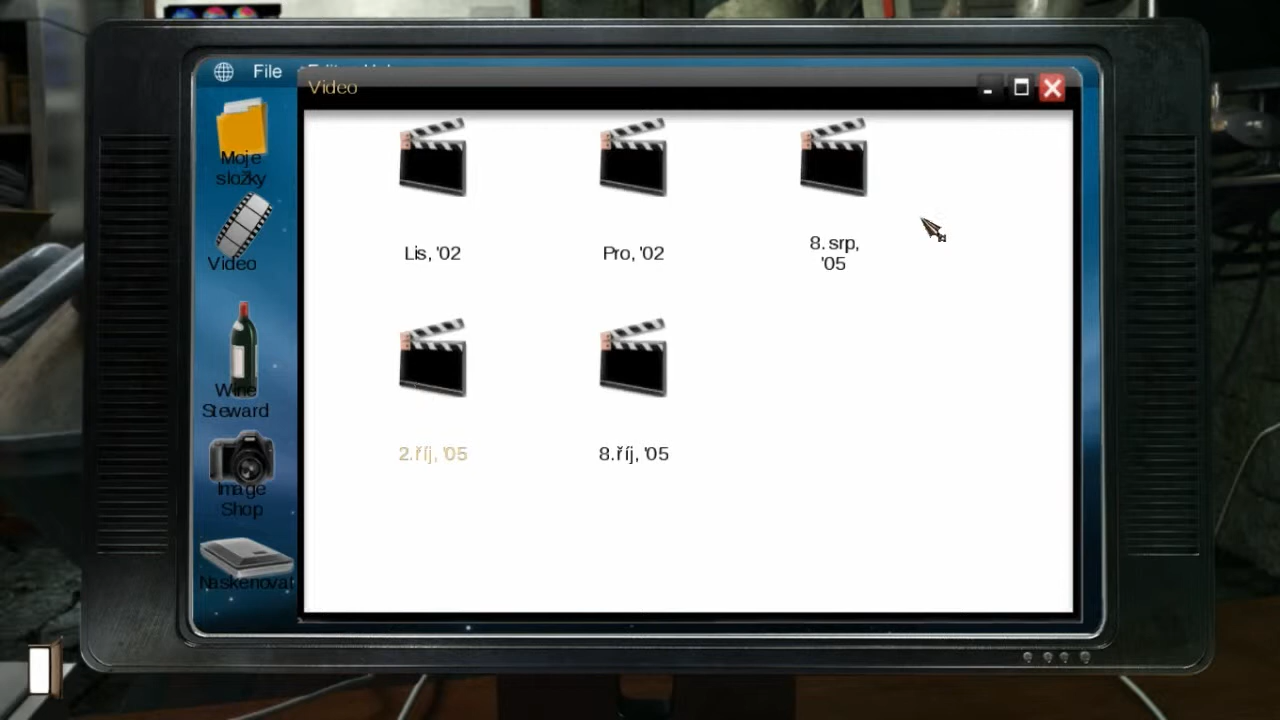 File
Video
Moje
složky
Video
Wine
Steward
Image
Shop
Naskenovat
Lis, '02
Pro, '02
8. srp,
'05
2.říj, '05
8.říj, '05